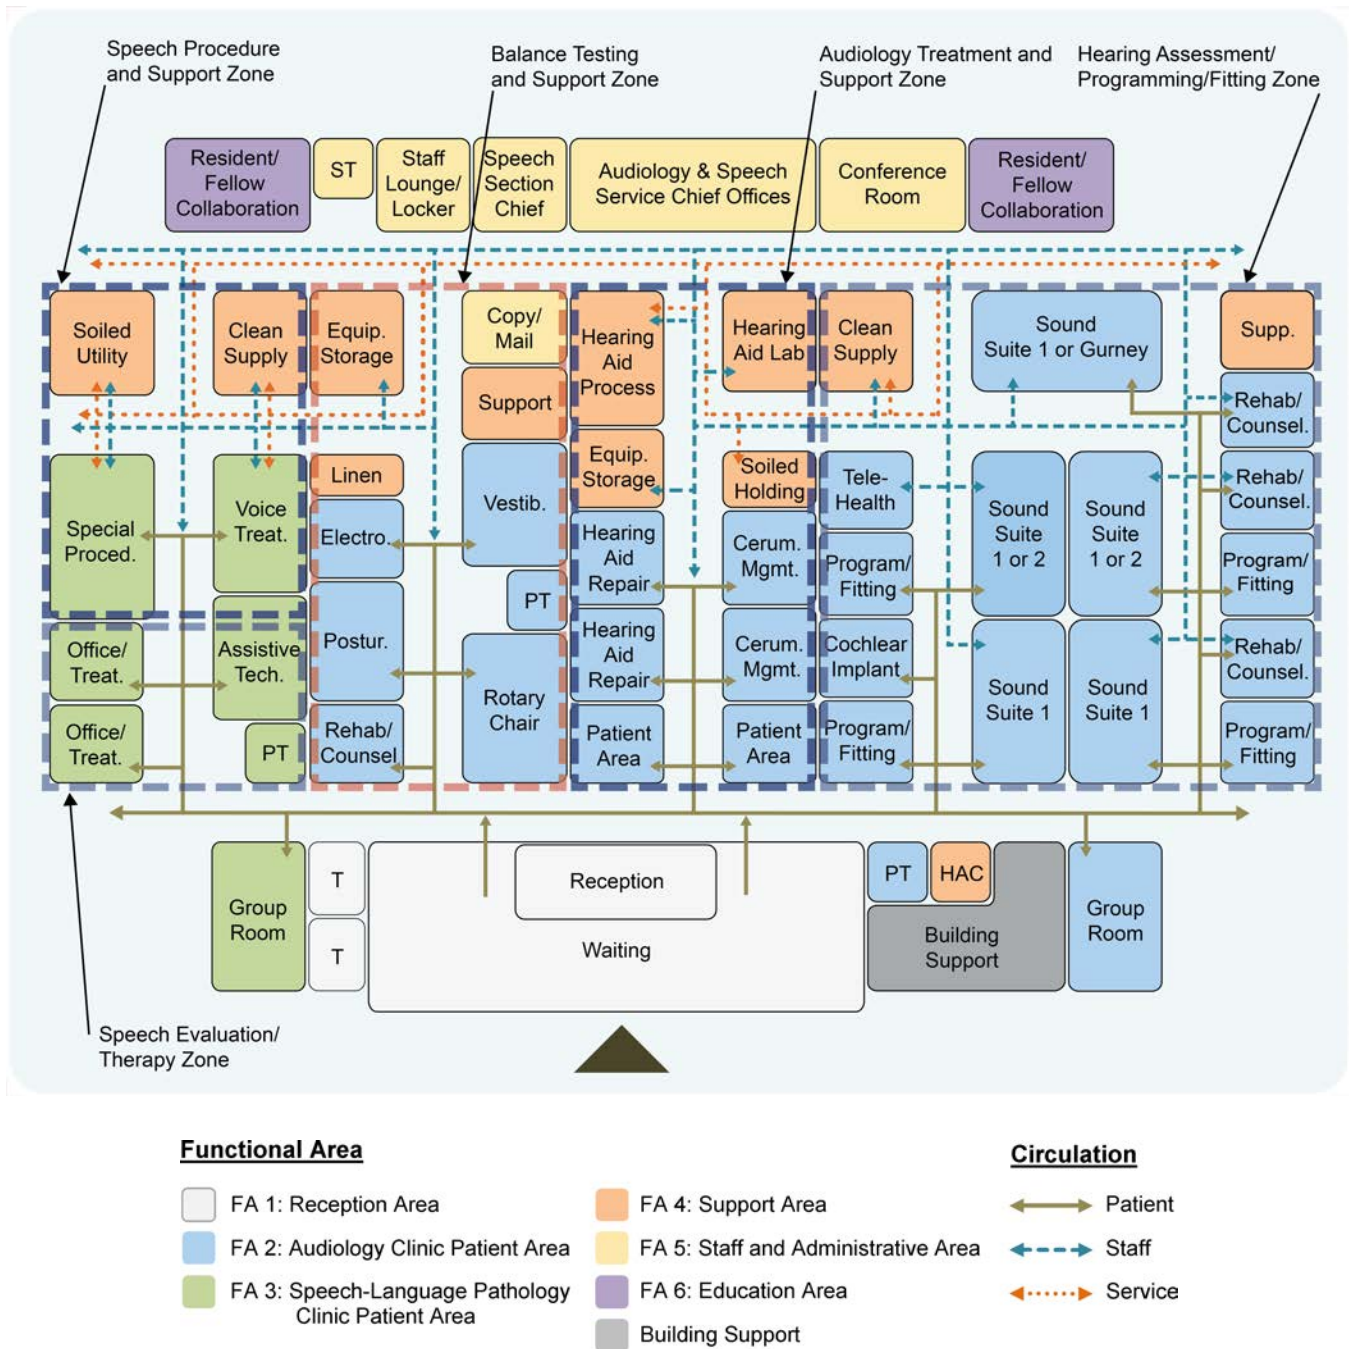 Speech Procedure
and Support Zone
Balance Testing
and Support Zone
Audiology Treatment and
Support Zone
Hearing Assessment/
Programming/Fitting Zone
Resident/
Fellow
Collaboration
ST
Staff
Lounge/
Locker
Speech
Section
Chief
Audiology & Speech
Service Chief Offices
Conference
Room
Resident/
Fellow
Collaboration
Soiled
Utility
Clean
Supply
Equip.
Storage
Copy/
Mail
Hearing
Aid
Process
Hearing
Aid Lab
Clean
Supply
Sound
Suite 1 or Gurney
Supp.
Support
Rehab/
Counsel.
Special
Proced.
Voice
Treat.
Linen
Electro.
Vestib.
Equip.
Storage
Soiled
Holding
Tele-
Health
Sound
Suite
1 or 2
Sound
Suite
1 or 2
Rehab/
Counsel.
Hearing
Aid
Repair
Cerum.
Mgmt.
Program/
Fitting
Program/
Fitting
PT
Office/
Treat.
Assistive
Tech.
Postur.
Rotary
Chair
Hearing
Aid
Repair
Cerum.
Mgmt.
Cochlear
Implant
Sound
Suite 1
Sound
Suite 1
Rehab/
Counsel.
Office/
Treat.
PT
Rehab/
Counsel
Patient
Area
Patient
Area
Program/
Fitting
Program/
Fitting
Group
Room
T
T
Reception
Waiting
PT
HAC
Building
Support
Group
Room
Speech Evaluation/
Therapy Zone
Functional Area
FA 1: Reception Area
FA 2: Audiology Clinic Patient Area
FA 3: Speech-Language Pathology
Clinic Patient Area
FA 4: Support Area
FA 5: Staff and Administrative Area
FA 6: Education Area
Building Support
Circulation
Patient
Staff
Service